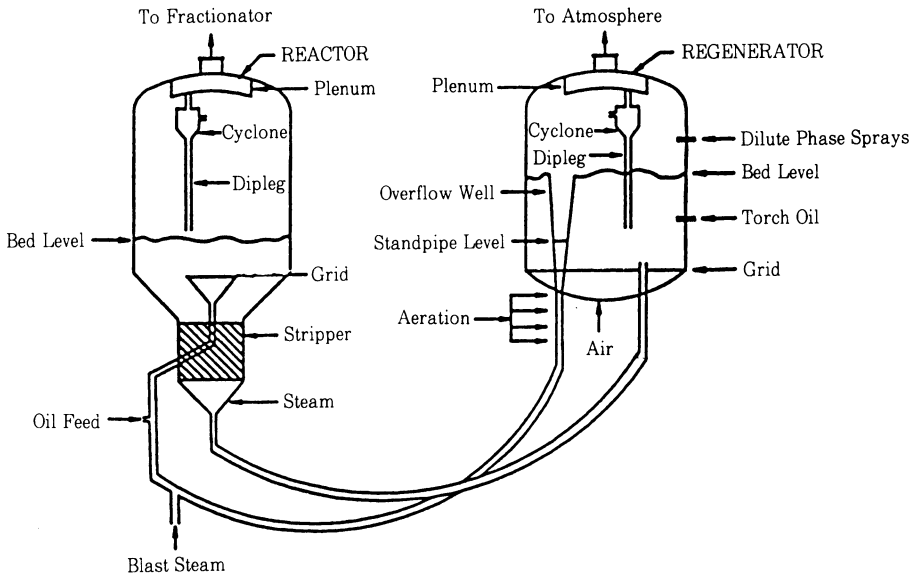 To Fractionator
REACTOR
Plenum
Cyclone
Dipleg
Bed Level
Grid
Stripper
Steam
Oil Feed
Blast Steam
To Atmosphere
REGENERATOR
Plenum
Cyclone
Dipleg
Dilute Phase Sprays
Bed Level
Overflow Well
Torch Oil
Standpipe Level
Grid
Aeration
Air